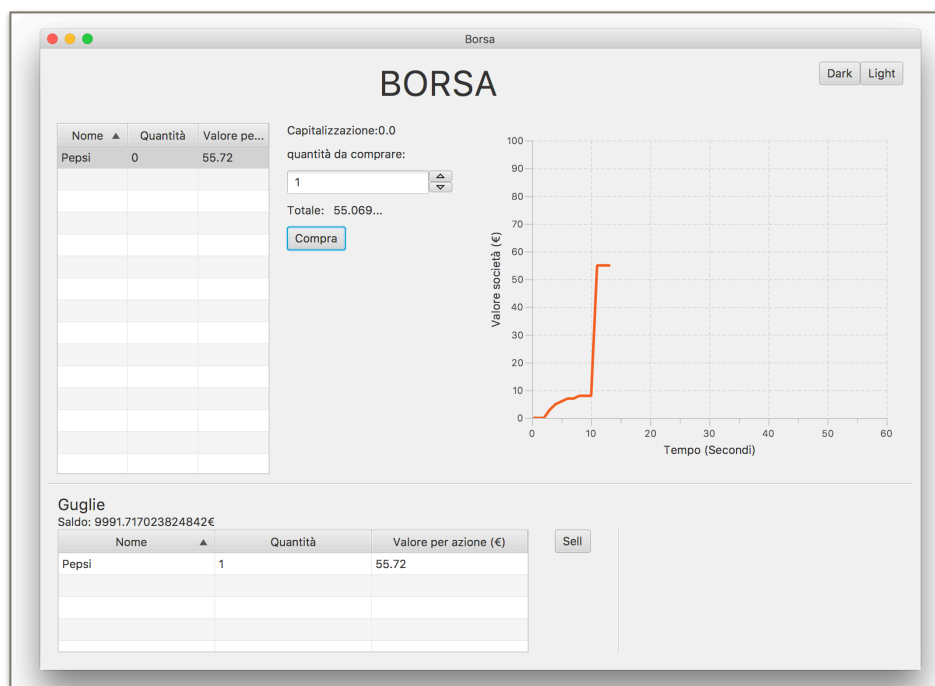 Borsa
BORSA
Dark Light
Nome Quantità Valore pe...
Pepsi 0 55.72
Capitalizzazione:0.0
quantità da comprare:
1
Totale: 55.069...
Compra
100
90
80
70
60
50
40
30
20
10
0
Valore società (€)
0 10 20 30 40 50 60
Tempo (Secondi)
Guglie
Saldo: 9991.717023824842€
Nome Quantità Valore per azione (€)
Pepsi 1 55.72
Sell